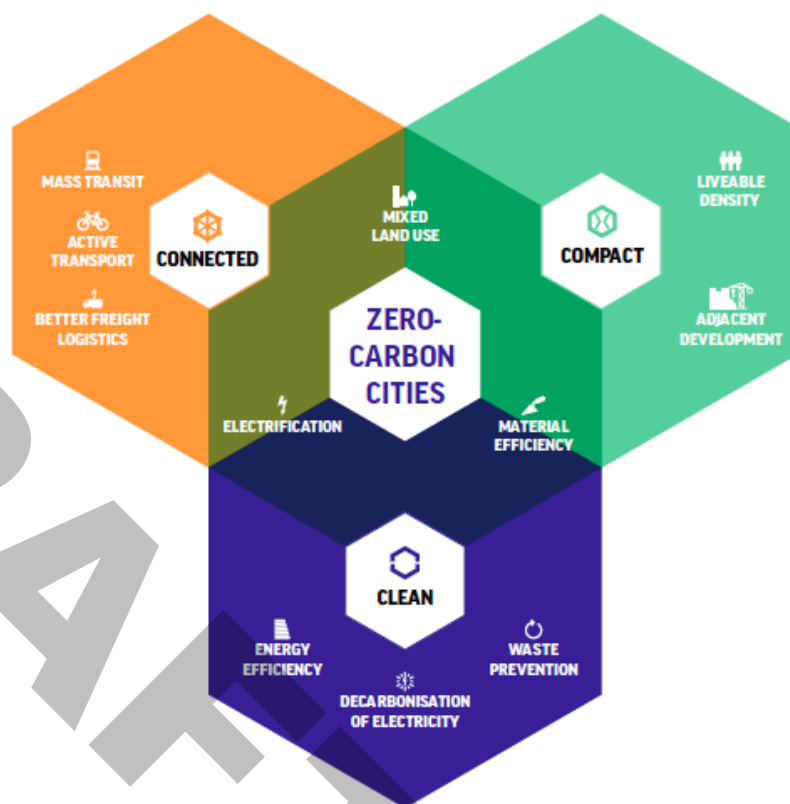 MASS TRANSIT
ACTIVE
TRANSPORT
BETTER FREIGHT
LOGISTICS
CONNECTED
MIXED
LAND USE
COMPACT
LIVEABLE
DENSITY
ADJACENT
DEVELOPMENT
ZERO-
CARBON
CITIES
ELECTRIFICATION
MATERIAL
EFFICIENCY
CLEAN
ENERGY
EFFICIENCY
WASTE
PREVENTION
DECARBONISATION
OF ELECTRICITY